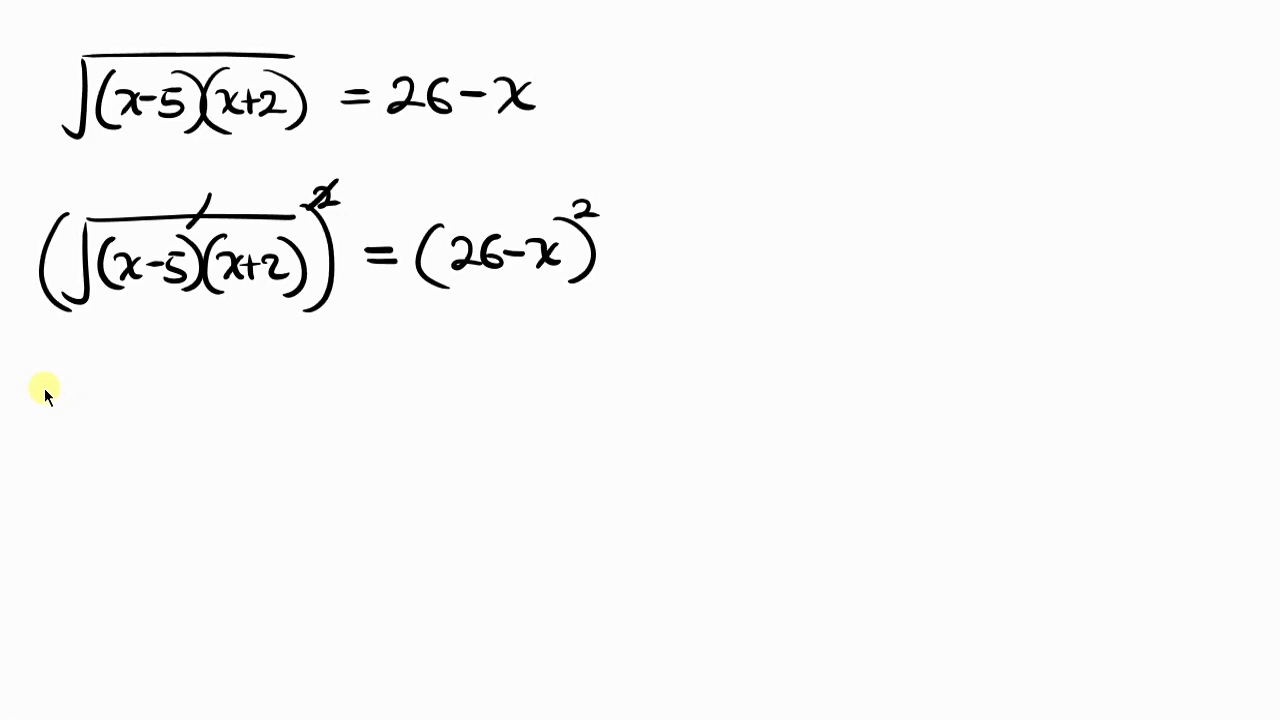 √(x-5)(x+2) = 26-x
(√(x-5)(x+2))² = (26-x)²